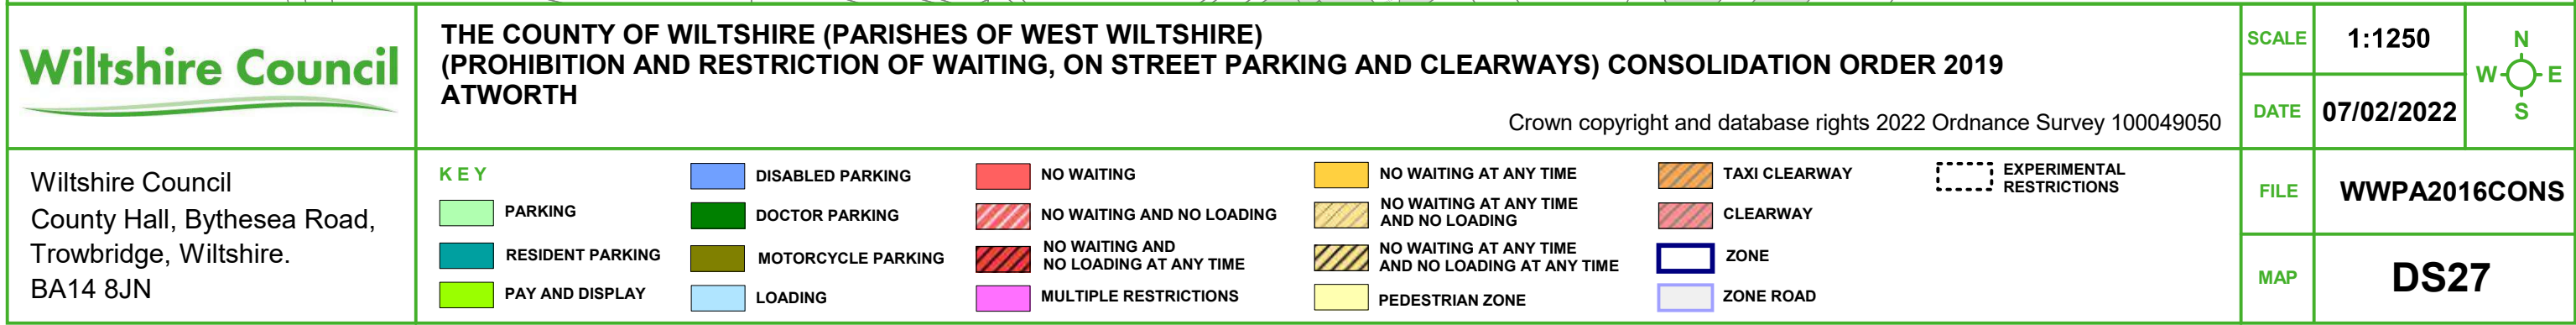 Wiltshire Council
THE COUNTY OF WILTSHIRE (PARISHES OF WEST WILTSHIRE)
(PROHIBITION AND RESTRICTION OF WAITING, ON STREET PARKING AND CLEARWAYS) CONSOLIDATION ORDER 2019
ATWORTH
Crown copyright and database rights 2022 Ordnance Survey 100049050
SCALE 1:1250
DATE 07/02/2022
N
W E
S
Wiltshire Council
County Hall, Bythesea Road,
Trowbridge, Wiltshire.
BA14 8JN
KEY
PARKING
RESIDENT PARKING
PAY AND DISPLAY
DISABLED PARKING
DOCTOR PARKING
MOTORCYCLE PARKING
LOADING
NO WAITING
NO WAITING AND NO LOADING
NO WAITING AND
NO LOADING AT ANY TIME
MULTIPLE RESTRICTIONS
NO WAITING AT ANY TIME
NO WAITING AT ANY TIME
AND NO LOADING
NO WAITING AT ANY TIME
AND NO LOADING AT ANY TIME
PEDESTRIAN ZONE
TAXI CLEARWAY
CLEARWAY
ZONE
ZONE ROAD
EXPERIMENTAL
RESTRICTIONS
FILE WWPA2016CONS
MAP DS27